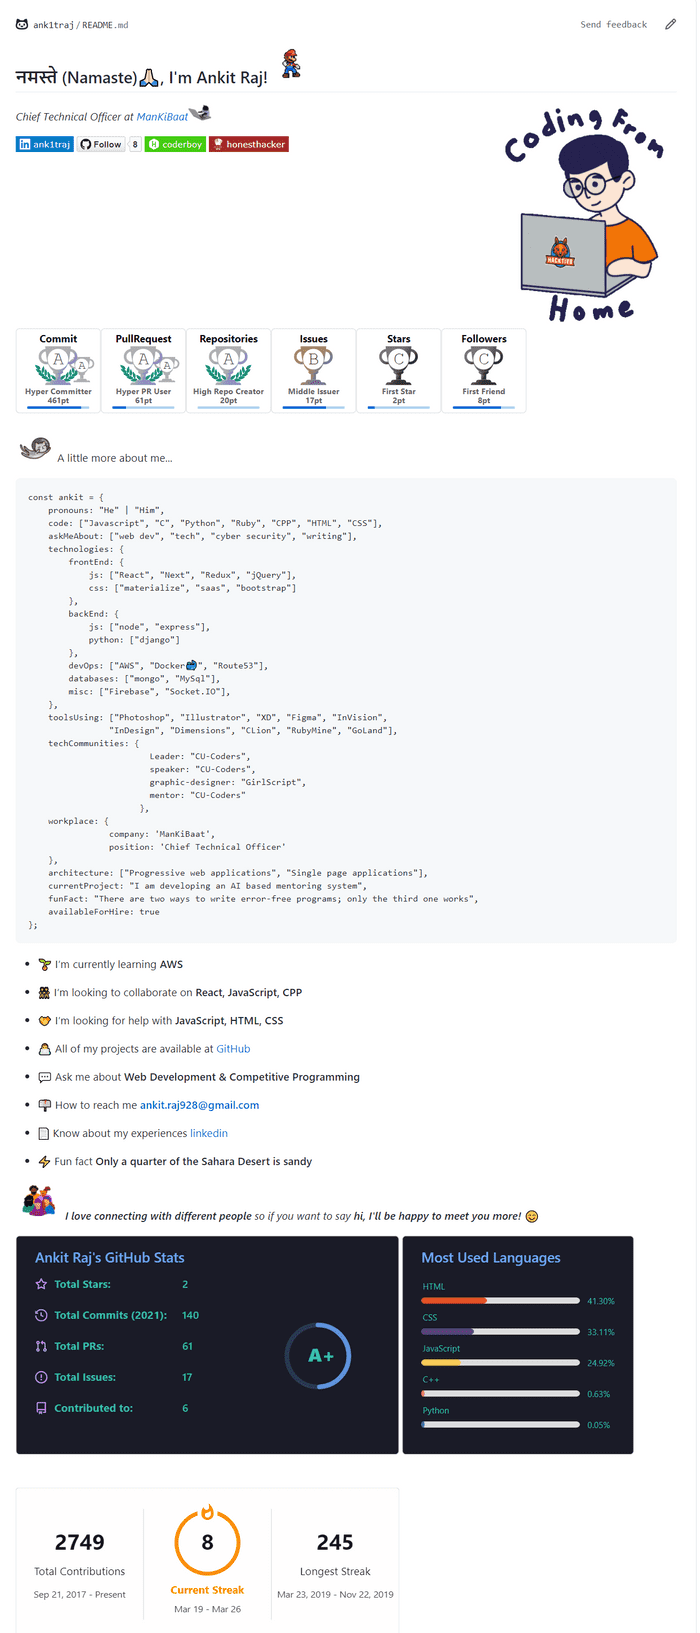 ank1traj/README.md
Send feedback
नमस्ते (Namaste)🙏🏻, I'm Ankit Raj!
Chief Technical Officer at ManKiBaat
in ank1traj Follow 8 coderboy honesthacker
Coding From
HACKTIV8
Home
Commit PullRequest Repositories Issues Stars Followers
A A A A A B C C
Hyper Committer Hyper PR User High Repo Creator Middle Issuer First Star First Friend
461pt 61pt 20pt 17pt 2pt 8pt
A little more about me...
const ankit = {
    pronouns: "He" | "Him",
    code: ["Javascript", "C", "Python", "Ruby", "CPP", "HTML", "CSS"],
    askMeAbout: ["web dev", "tech", "cyber security", "writing"],
    technologies: {
        frontEnd: {
            js: ["React", "Next", "Redux", "jQuery"],
            css: ["materialize", "saas", "bootstrap"]
        },
        backEnd: {
            js: ["node", "express"],
            python: ["django"]
        },
        devOps: ["AWS", "Docker🐳", "Route53"],
        databases: ["mongo", "MySql"],
        misc: ["Firebase", "Socket.IO"],
    },
    toolsUsing: ["Photoshop", "Illustrator", "XD", "Figma", "InVision",
                "InDesign", "Dimensions", "CLion", "RubyMine", "GoLand"],
    techCommunities: {
                        Leader: "CU-Coders",
                        speaker: "CU-Coders",
                        graphic-designer: "GirlScript",
                        mentor: "CU-Coders"
                      },
    workplace: {
                company: 'ManKiBaat',
                position: 'Chief Technical Officer'
    },
    architecture: ["Progressive web applications", "Single page applications"],
    currentProject: "I am developing an AI based mentoring system",
    funFact: "There are two ways to write error-free programs; only the third one works",
    availableForHire: true
};
• 🌱 I'm currently learning AWS
• 👯 I'm looking to collaborate on React, JavaScript, CPP
• 🤝 I'm looking for help with JavaScript, HTML, CSS
• 👨‍💻 All of my projects are available at GitHub
• 💬 Ask me about Web Development & Competitive Programming
• 📫 How to reach me ankit.raj928@gmail.com
• 📄 Know about my experiences linkedin
• ⚡ Fun fact Only a quarter of the Sahara Desert is sandy
I love connecting with different people so if you want to say hi, I'll be happy to meet you more! 😊
Ankit Raj's GitHub Stats
Total Stars: 2
Total Commits (2021): 140
Total PRs: 61
Total Issues: 17
Contributed to: 6
A+
Most Used Languages
HTML
41.30%
CSS
33.11%
JavaScript
24.92%
C++
0.63%
Python
0.05%
2749 8 245
Total Contributions Current Streak Longest Streak
Sep 21, 2017 - Present Mar 19 - Mar 26 Mar 23, 2019 - Nov 22, 2019